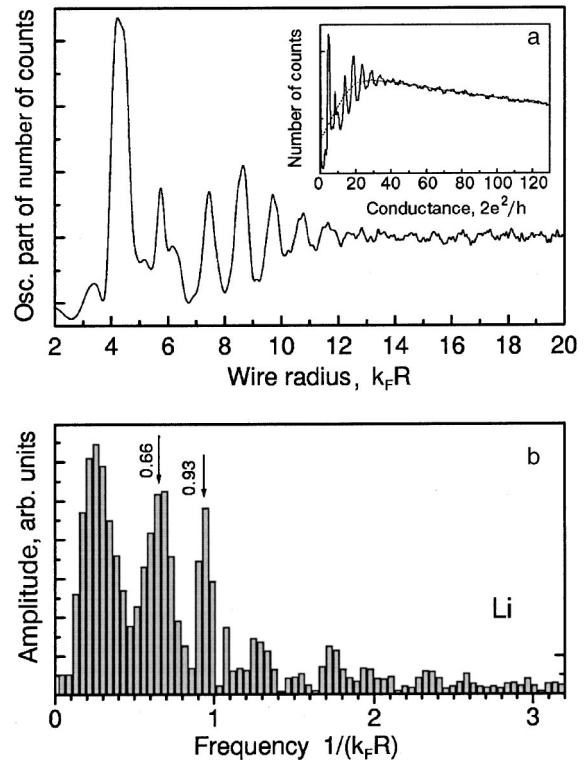 Osc. part of number of counts
a
Number of counts
0 20 40 60 80 100 120
Conductance, 2e²/h
2 4 6 8 10 12 14 16 18 20
Wire radius, kFR
b
Amplitude, arb. units
0.66
0.93
Li
0 1 2 3
Frequency 1/(kFR)